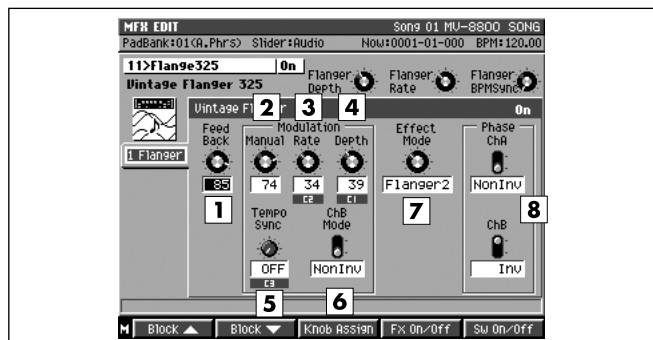 MFX EDIT Song 01 MV-8800 SONG
PadBank:01(A.Phrs) Slider:Audio Now:0001-01-000 BPM:120.00
11>Flange325 On
Vintage Flanger 325
Flanger Depth
Flanger Rate
Flanger BPMSync
Vintage Flanger On
2 3 4
Feed Back
Modulation
Manual Rate Depth
Effect Mode
Phase
ChA
1 Flanger
85 74 34 39 Flanger2 NonInv
C2 C1
1 7 8
Tempo Sync
ChB Mode
ChB
OFF NonInv Inv
C3
5 6
M Block ▲ Block ▼ Knob Assign FX On/Off Sw On/Off